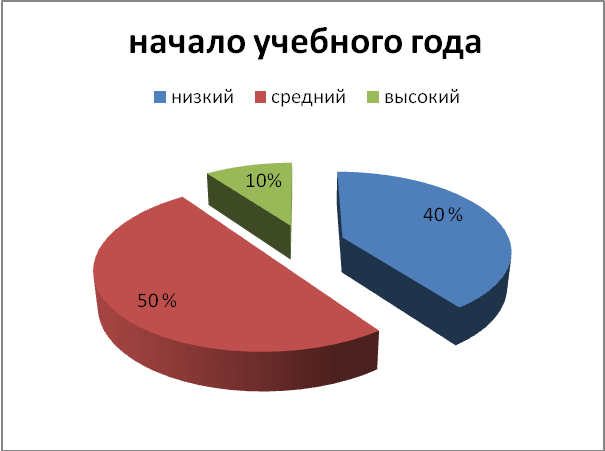 начало учебного года
низкий средний высокий
10%
40 %
50 %